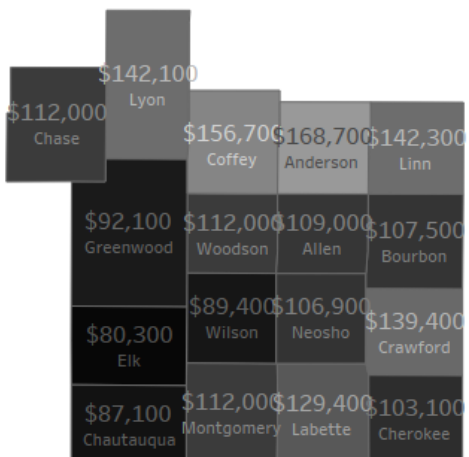 $142,100
Lyon
$112,000
Chase
$156,700
Coffey
$168,700
Anderson
$142,300
Linn
$92,100
Greenwood
$112,000
Woodson
$109,000
Allen
$107,500
Bourbon
$80,300
Elk
$89,400
Wilson
$106,900
Neosho
$139,400
Crawford
$87,100
Chautauqua
$112,000
Montgomery
$129,400
Labette
$103,100
Cherokee